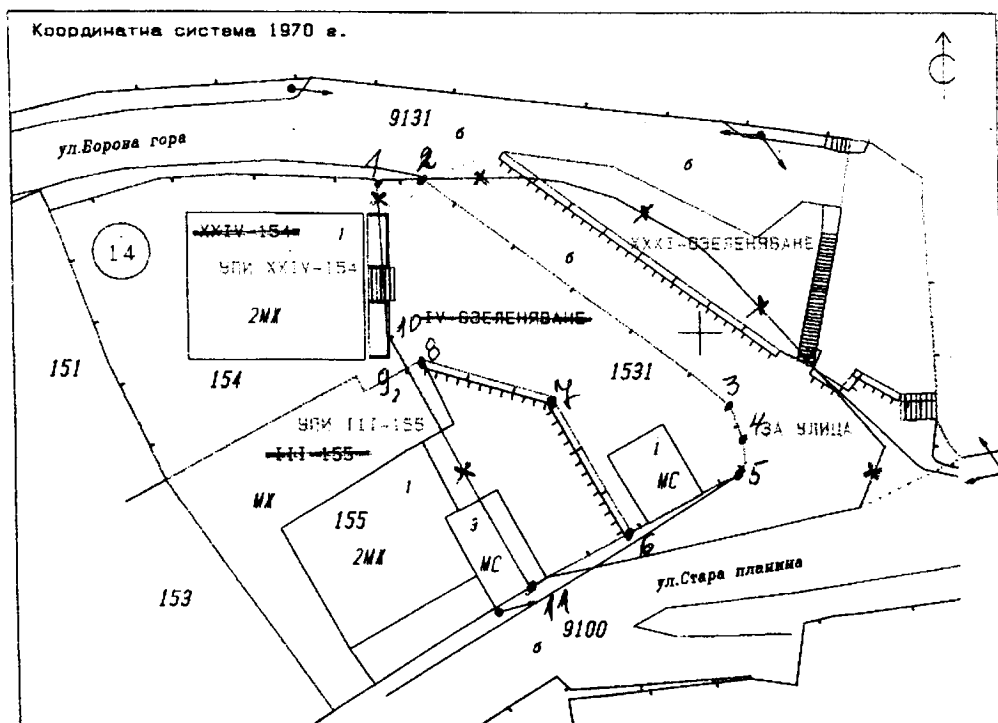 Координатна система 1970 г.
С
9131
б
ул.Борова гора
1
2
б
б
14
XXIV-154
1
УПИ XXIV-154
2МЖ
XXXI-ОЗЕЛЕНЯВАНЕ
б
10
IV-ОЗЕЛЕНЯВАНЕ
8
151
154
9
1531
7
3
УПИ III-155
4
ЗА УЛИЦА
III-155
5
1
МС
МЖ
1
155
2МЖ
3
МС
6
ул.Стара планина
153
11
9100
б